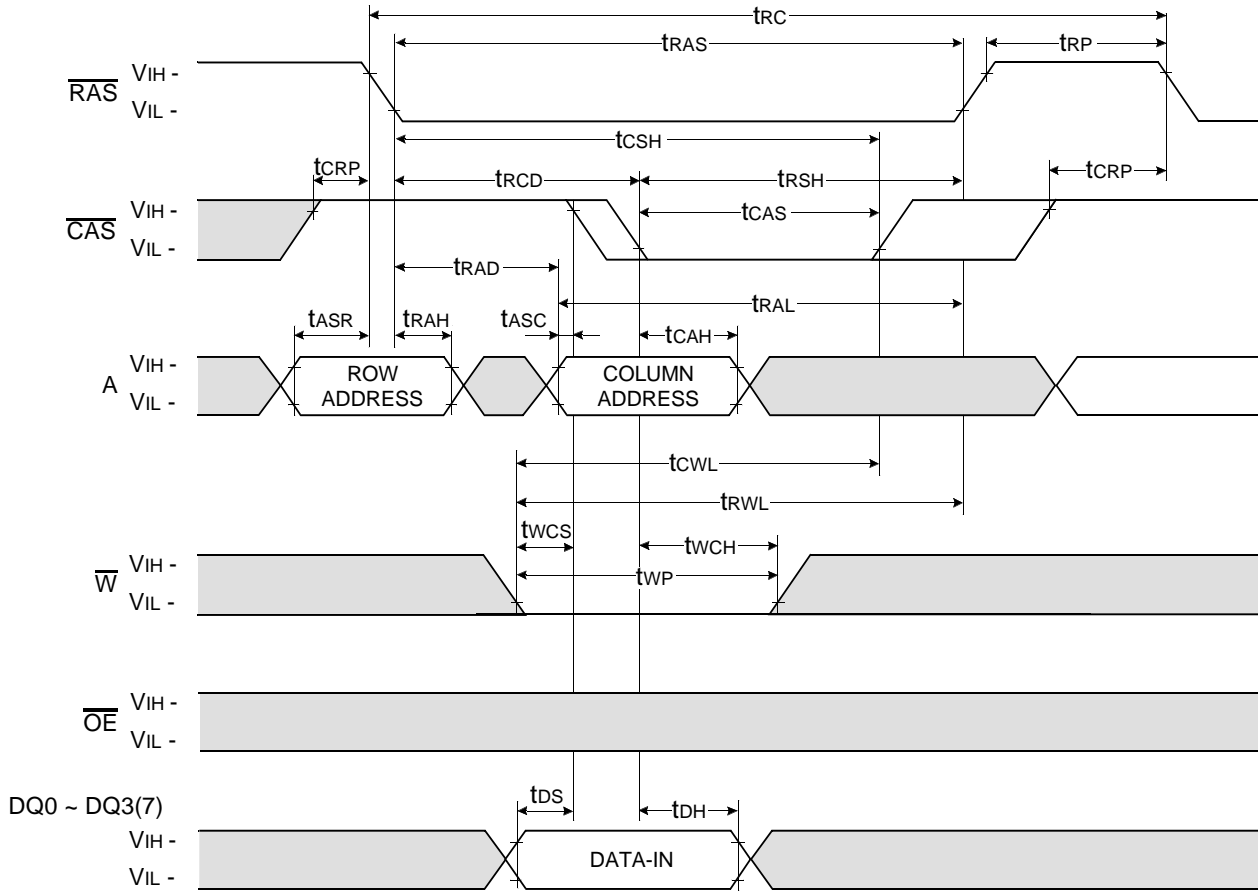 tRC
tRAS
tRP
RAS
VIH -
VIL -
tCSH
tCRP
tRCD
tRSH
tCRP
CAS
VIH -
VIL -
tCAS
tRAD
tRAL
tASR
tRAH
tASC
tCAH
A
VIH -
VIL -
ROW
ADDRESS
COLUMN
ADDRESS
tCWL
tRWL
tWCS
tWCH
W
VIH -
VIL -
tWP
OE
VIH -
VIL -
tDS
tDH
DQ0 ~ DQ3(7)
VIH -
VIL -
DATA-IN